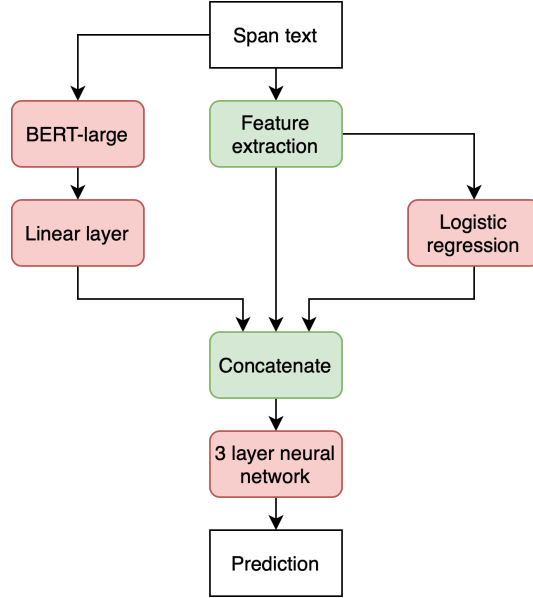 Span text
BERT-large
Feature
extraction
Linear layer
Logistic
regression
Concatenate
3 layer neural
network
Prediction